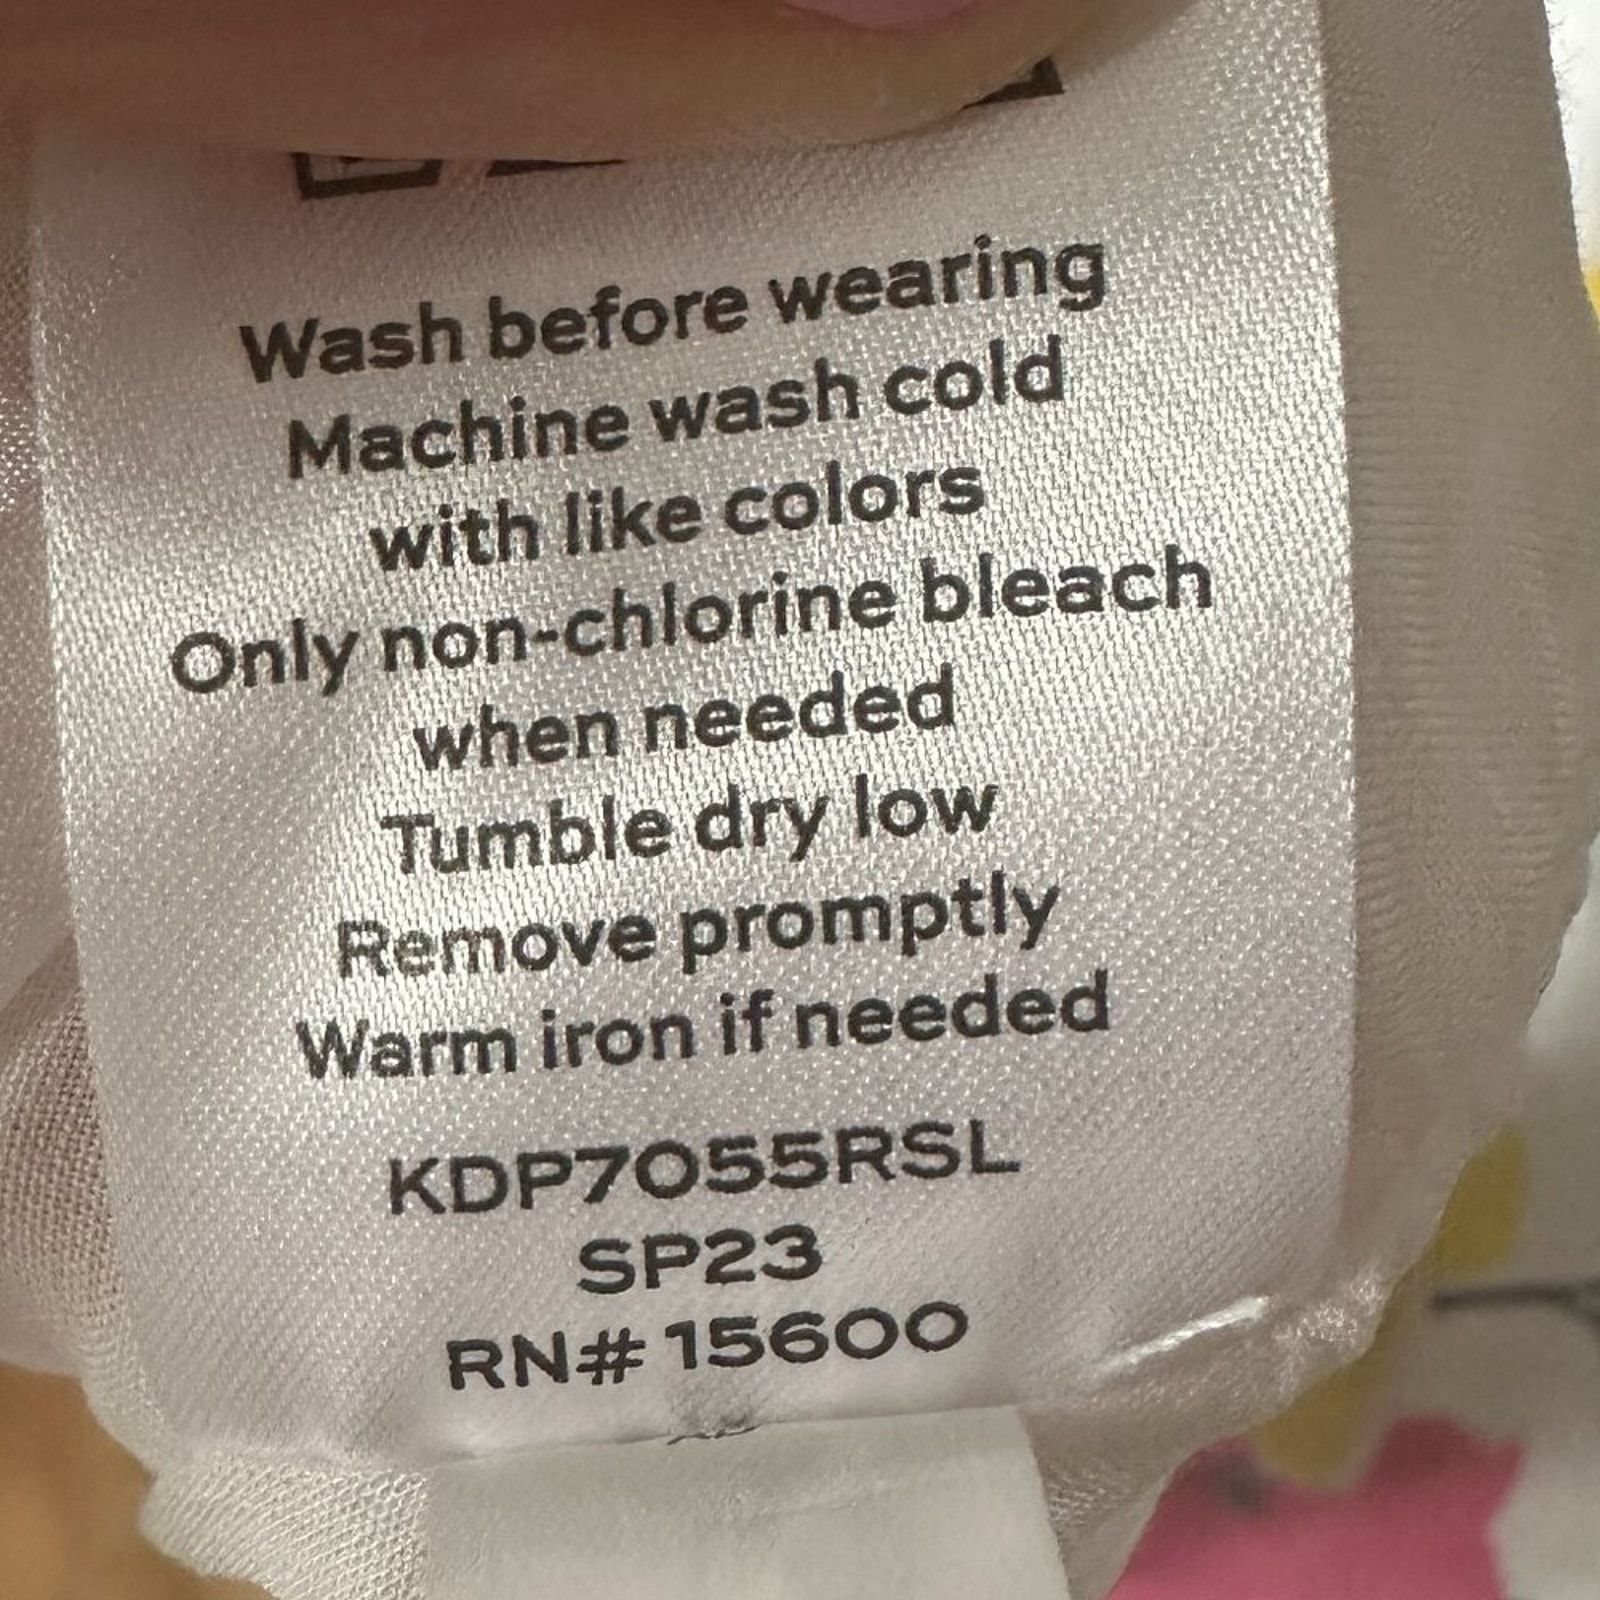 Wash before wearing
Machine wash cold
with like colors
Only non-chlorine bleach
when needed
Tumble dry low
Remove promptly
Warm iron if needed
KDP7055RSL
SP23
RN# 15600